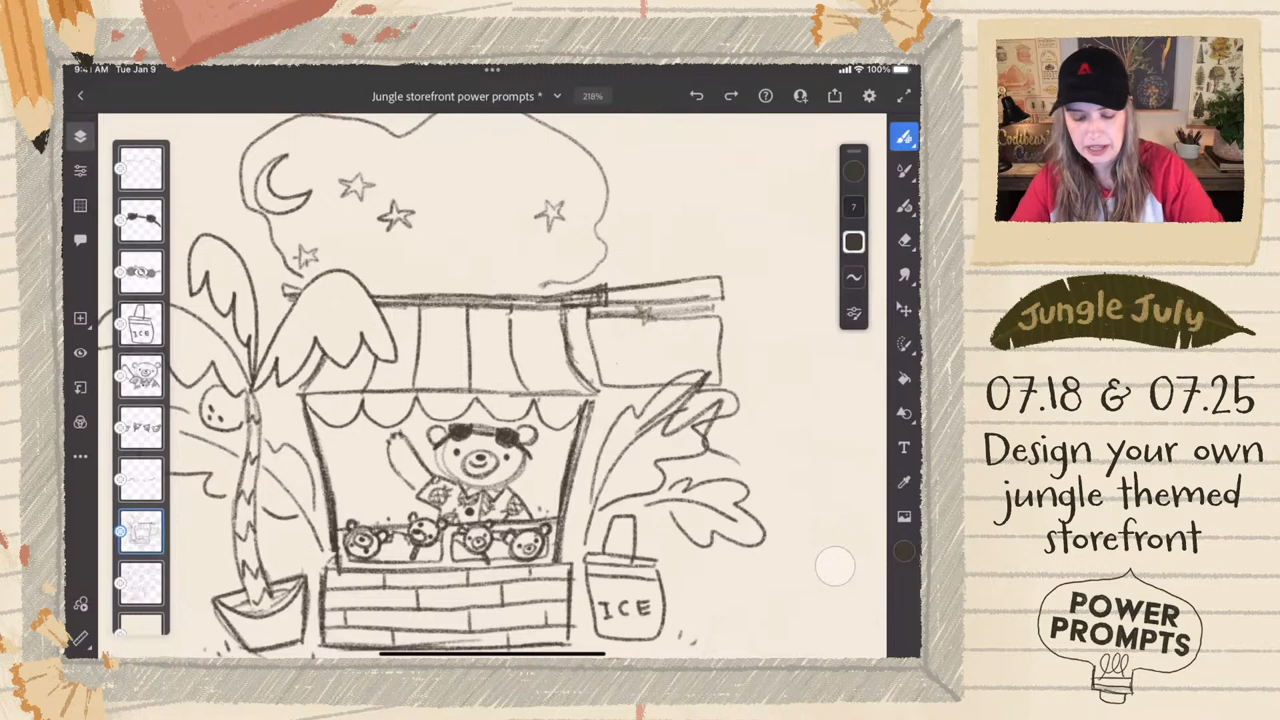 9:41 AM Tue Jan 9
100%
Jungle storefront power prompts *
218%
7
ICE
T
ICE
Jungle July
07.18 & 07.25
Design your own
jungle themed
storefront
POWER
PROMPTS